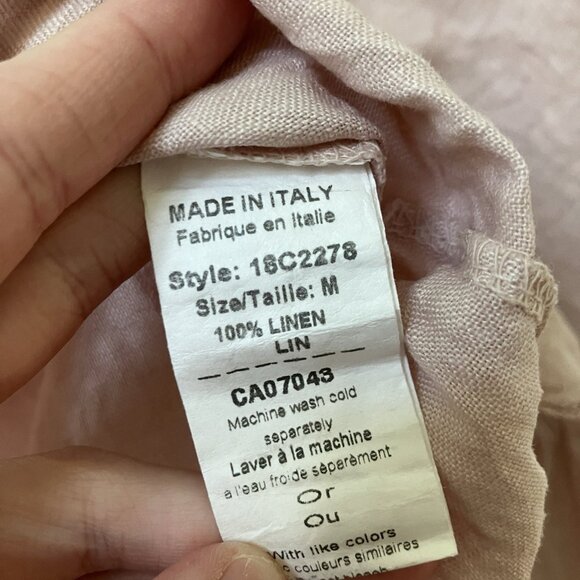 MADE IN ITALY
Fabrique en Italie
Style: 18C2278
Size/Taille: M
100% LINEN
LIN
CA07043
Machine wash cold
separately
Laver à la machine
a l'eau froide séparément
Or
Ou
With like colors
couleurs similaires